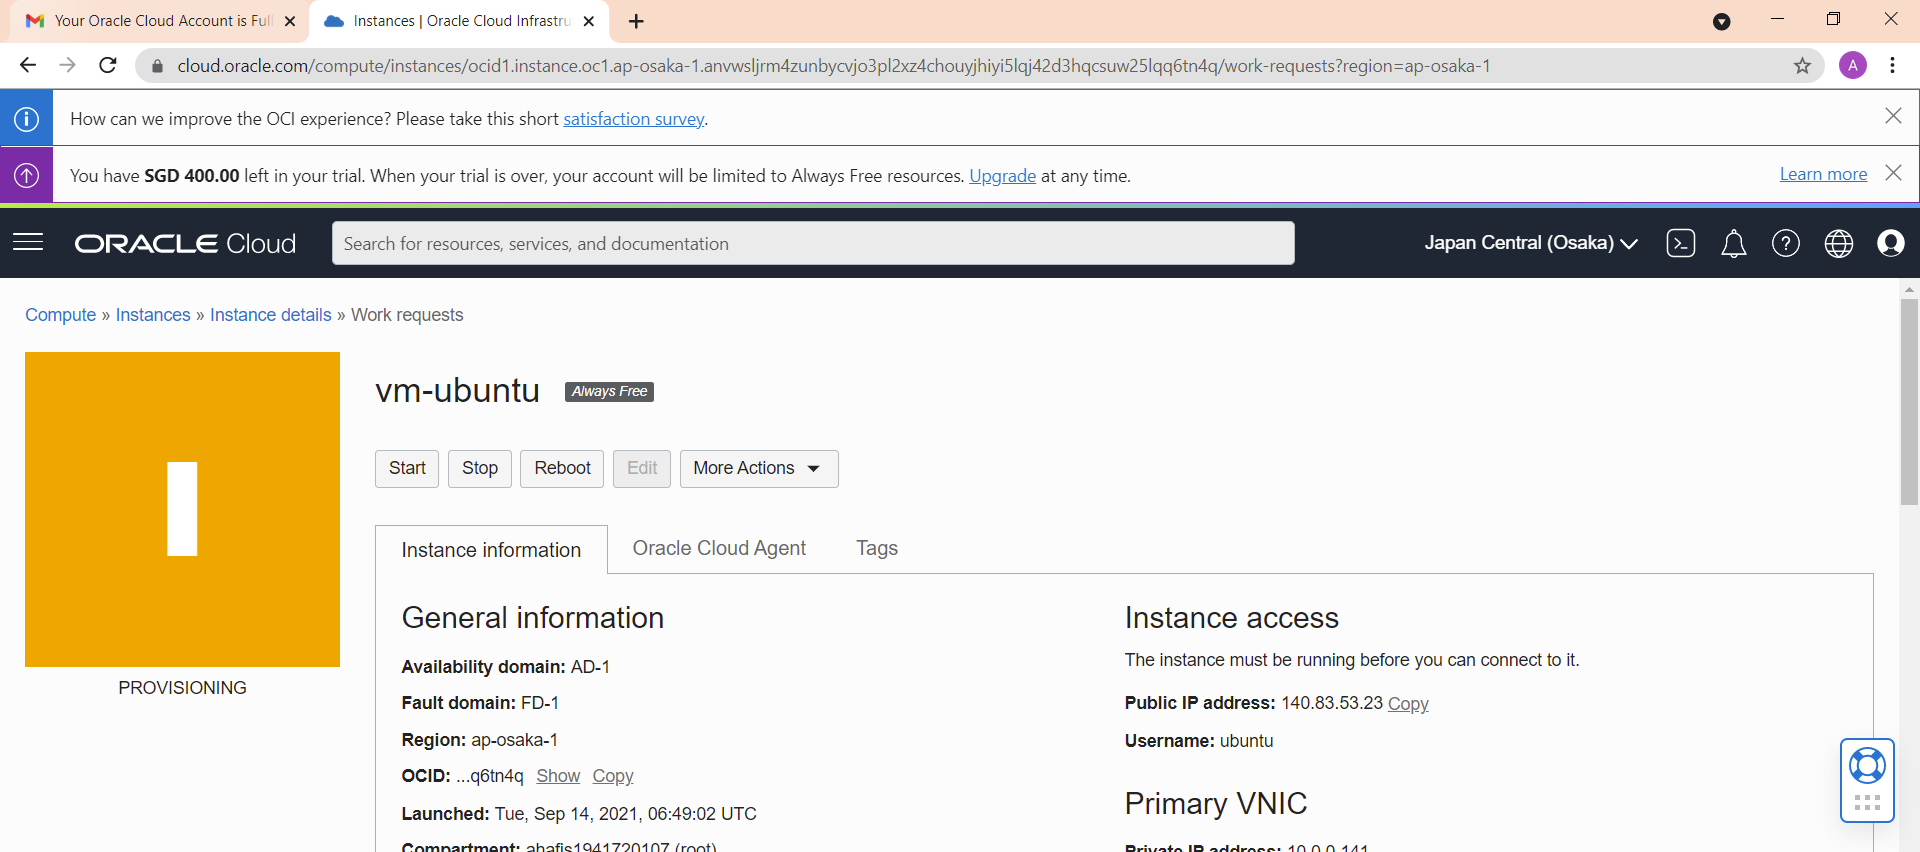 Your Oracle Cloud Account is Full
Instances | Oracle Cloud Infrastru
cloud.oracle.com/compute/instances/ocid1.instance.oc1.ap-osaka-1.anvwsljrm4zunbycvjo3pl2xz4chouyjhiyi5lqj42d3hqcsuw25lqq6tn4q/work-requests?region=ap-osaka-1
A
How can we improve the OCI experience? Please take this short satisfaction survey.
You have SGD 400.00 left in your trial. When your trial is over, your account will be limited to Always Free resources. Upgrade at any time.
Learn more
ORACLE Cloud
Search for resources, services, and documentation
Japan Central (Osaka)
Compute » Instances » Instance details » Work requests
I
PROVISIONING
vm-ubuntu
Always Free
Start
Stop
Reboot
Edit
More Actions
Instance information
Oracle Cloud Agent
Tags
General information
Availability domain: AD-1
Fault domain: FD-1
Region: ap-osaka-1
OCID: ...q6tn4q Show Copy
Launched: Tue, Sep 14, 2021, 06:49:02 UTC
Compartment: ahafis1941720107 (root)
Instance access
The instance must be running before you can connect to it.
Public IP address: 140.83.53.23 Copy
Username: ubuntu
Primary VNIC
Private IP address: 10.0.0.141